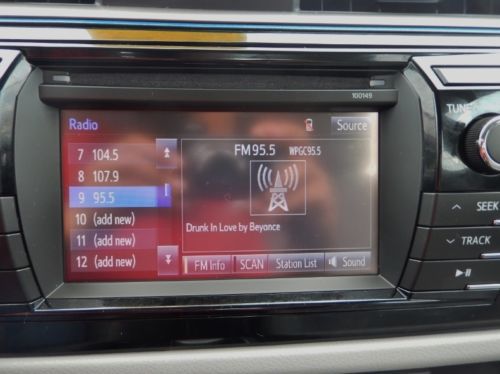 100149
Radio
Source
TUNE
7 104.5
8 107.9
9 95.5
10 (add new)
11 (add new)
12 (add new)
FM 95.5 WPGC95.5
Drunk In Love by Beyonce
FM Info SCAN Station List Sound
SEEK
TRACK